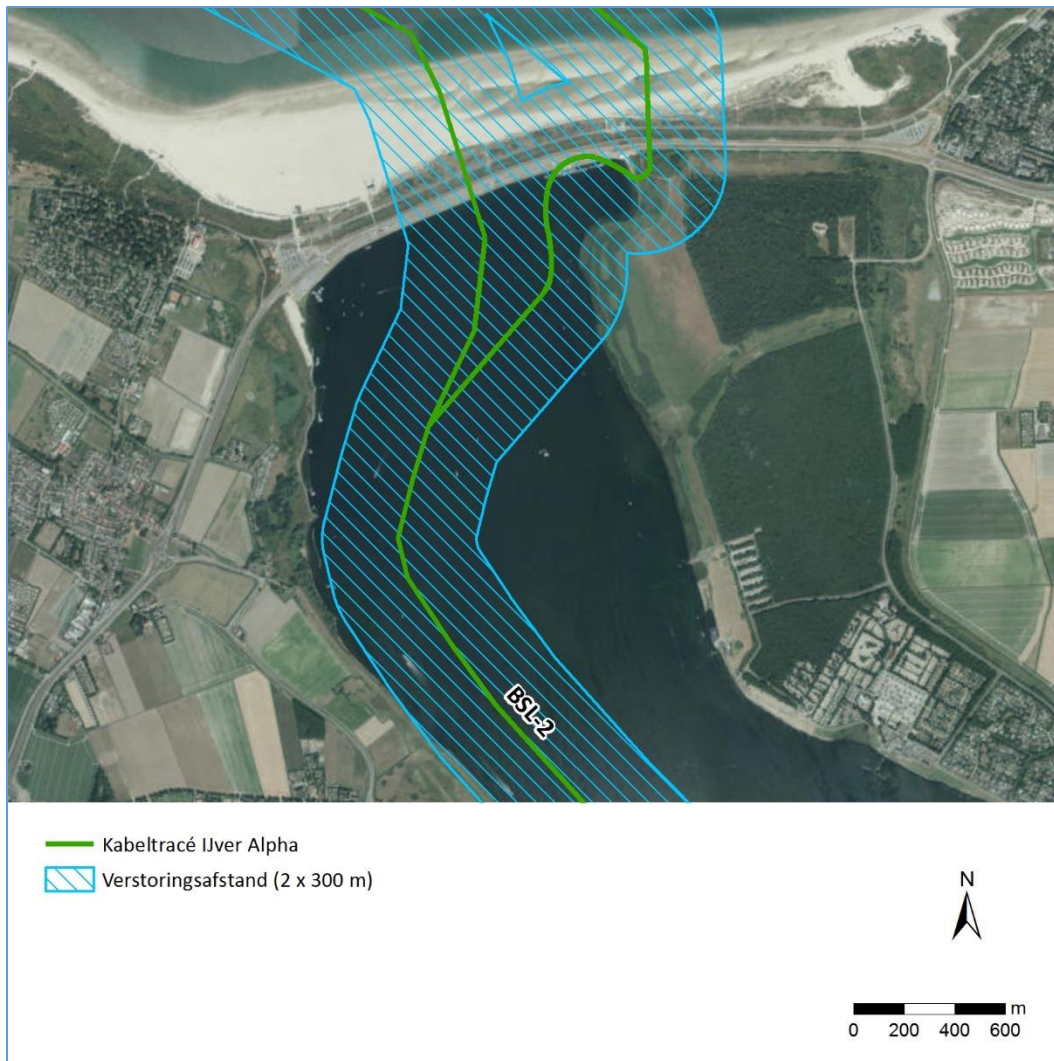 BSL-2
Kabeltracé IJver Alpha
Verstoringsafstand (2 x 300 m)
N
m
0 200 400 600